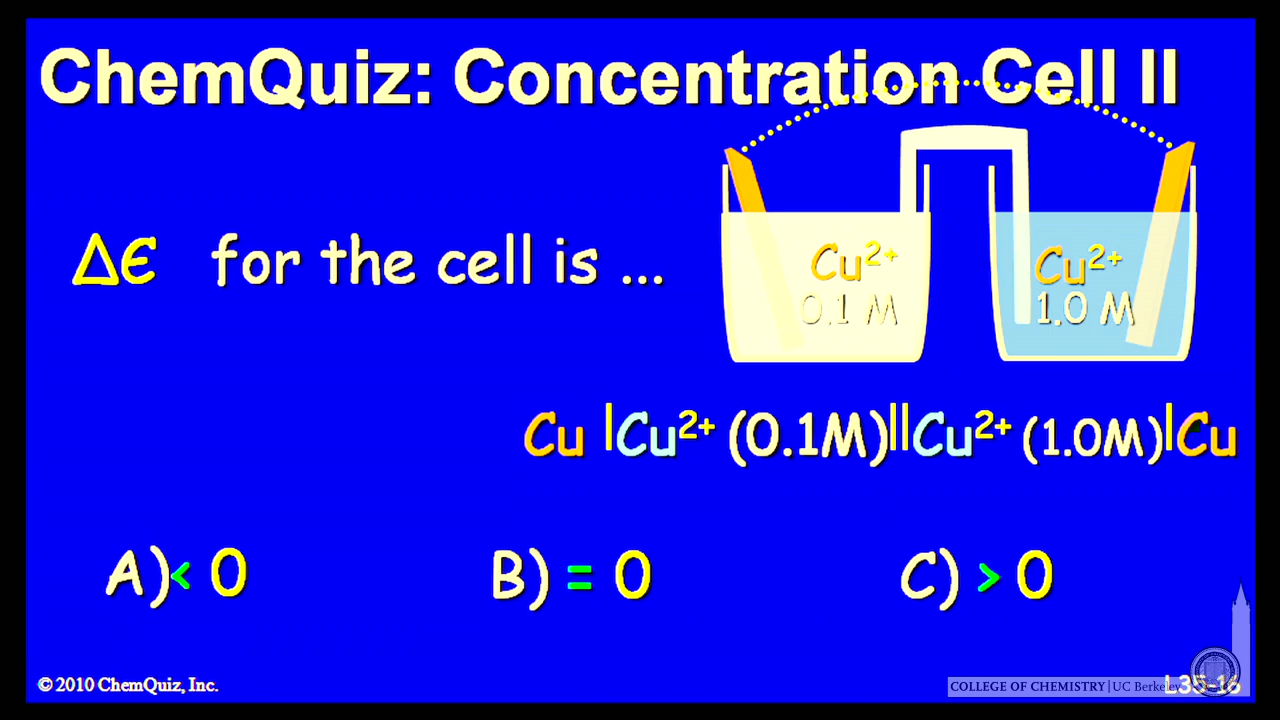 ChemQuiz: Concentration Cell II
Δϵ for the cell is ...
Cu²⁺
0.1 M
Cu²⁺
1.0 M
Cu |Cu²⁺ (0.1M)||Cu²⁺ (1.0M)|Cu
A)< 0
B) = 0
C) > 0
© 2010 ChemQuiz, Inc.
COLLEGE OF CHEMISTRY | UC Berkeley
L35-16